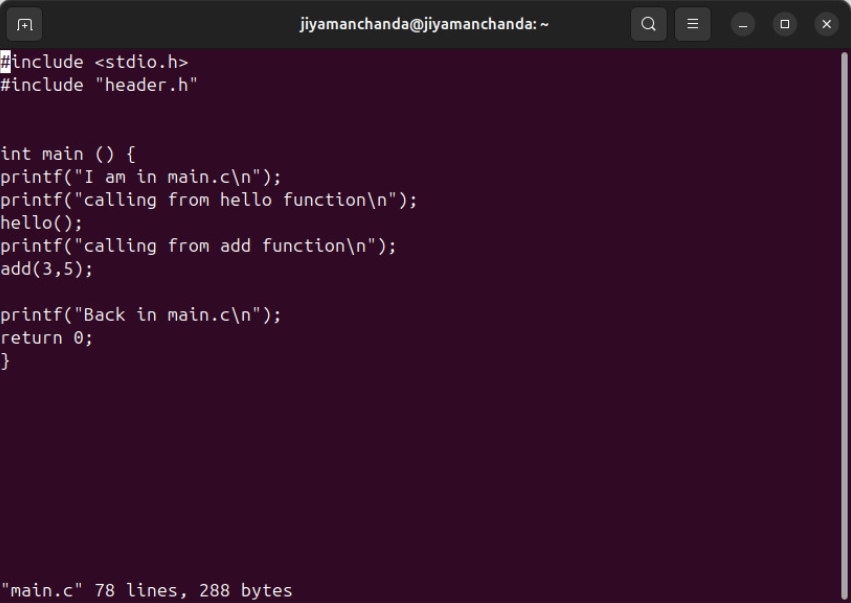 jiyamanchanda@jiyamanchanda: ~
#include <stdio.h>
#include "header.h"
int main () {
printf("I am in main.c\n");
printf("calling from hello function\n");
hello();
printf("calling from add function\n");
add(3,5);
printf("Back in main.c\n");
return 0;
}
"main.c" 78 lines, 288 bytes